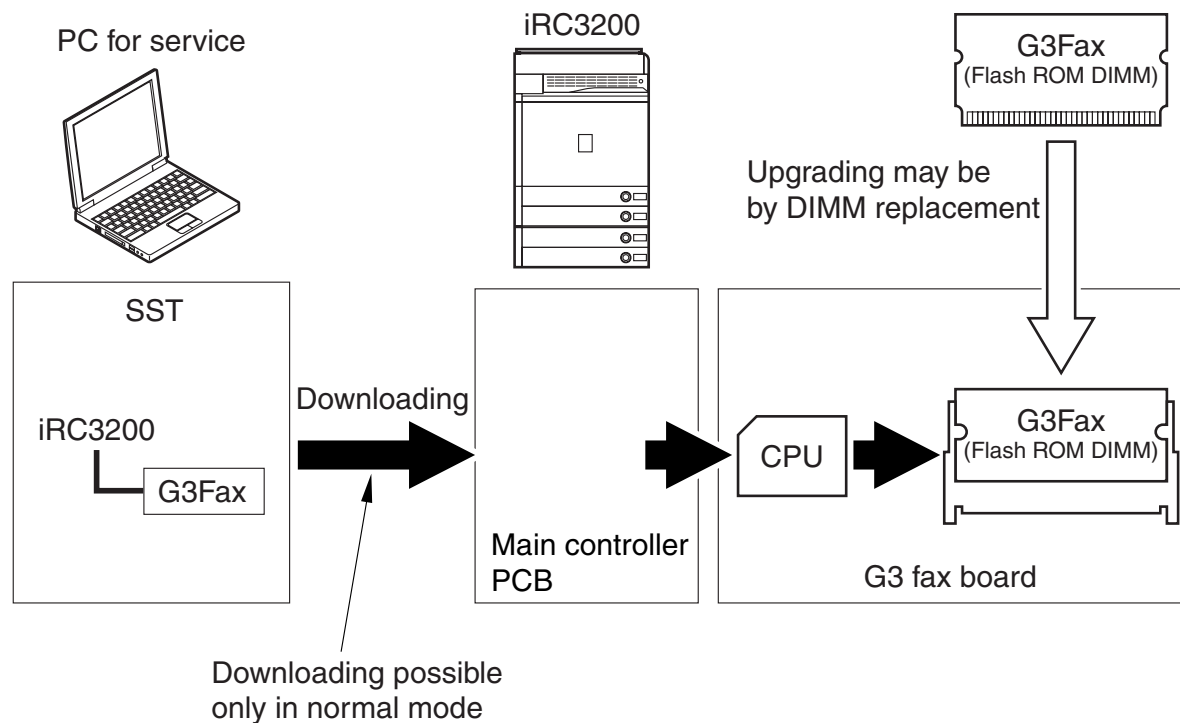 PC for service
iRC3200
G3Fax
(Flash ROM DIMM)
Upgrading may be
by DIMM replacement
SST
iRC3200
G3Fax
Downloading
Main controller
PCB
CPU
G3Fax
(Flash ROM DIMM)
G3 fax board
Downloading possible
only in normal mode